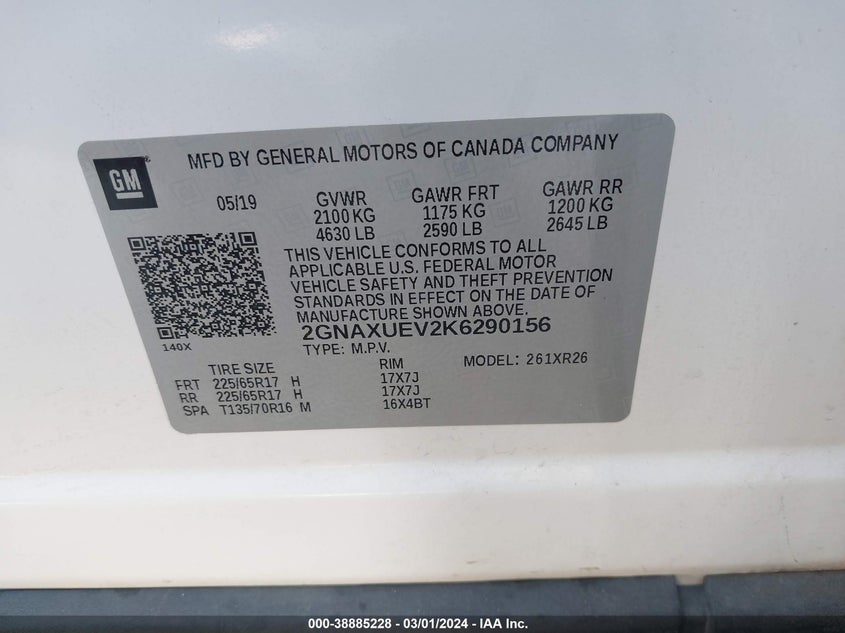 MFD BY GENERAL MOTORS OF CANADA COMPANY
GM
®
05/19
GVWR
2100 KG
4630 LB
GAWR FRT
1175 KG
2590 LB
GAWR RR
1200 KG
2645 LB
THIS VEHICLE CONFORMS TO ALL
APPLICABLE U.S. FEDERAL MOTOR
VEHICLE SAFETY AND THEFT PREVENTION
STANDARDS IN EFFECT ON THE DATE OF
MANUFACTURE SHOWN ABOVE.
2GNAXUEV2K6290156
140X
TYPE: M.P.V.
MODEL: 261XR26
TIRE SIZE RIM
FRT 225/65R17 H 17X7J
RR 225/65R17 H 17X7J
SPA T135/70R16 M 16X4BT
000-38885228 - 03/01/2024 - IAA Inc.